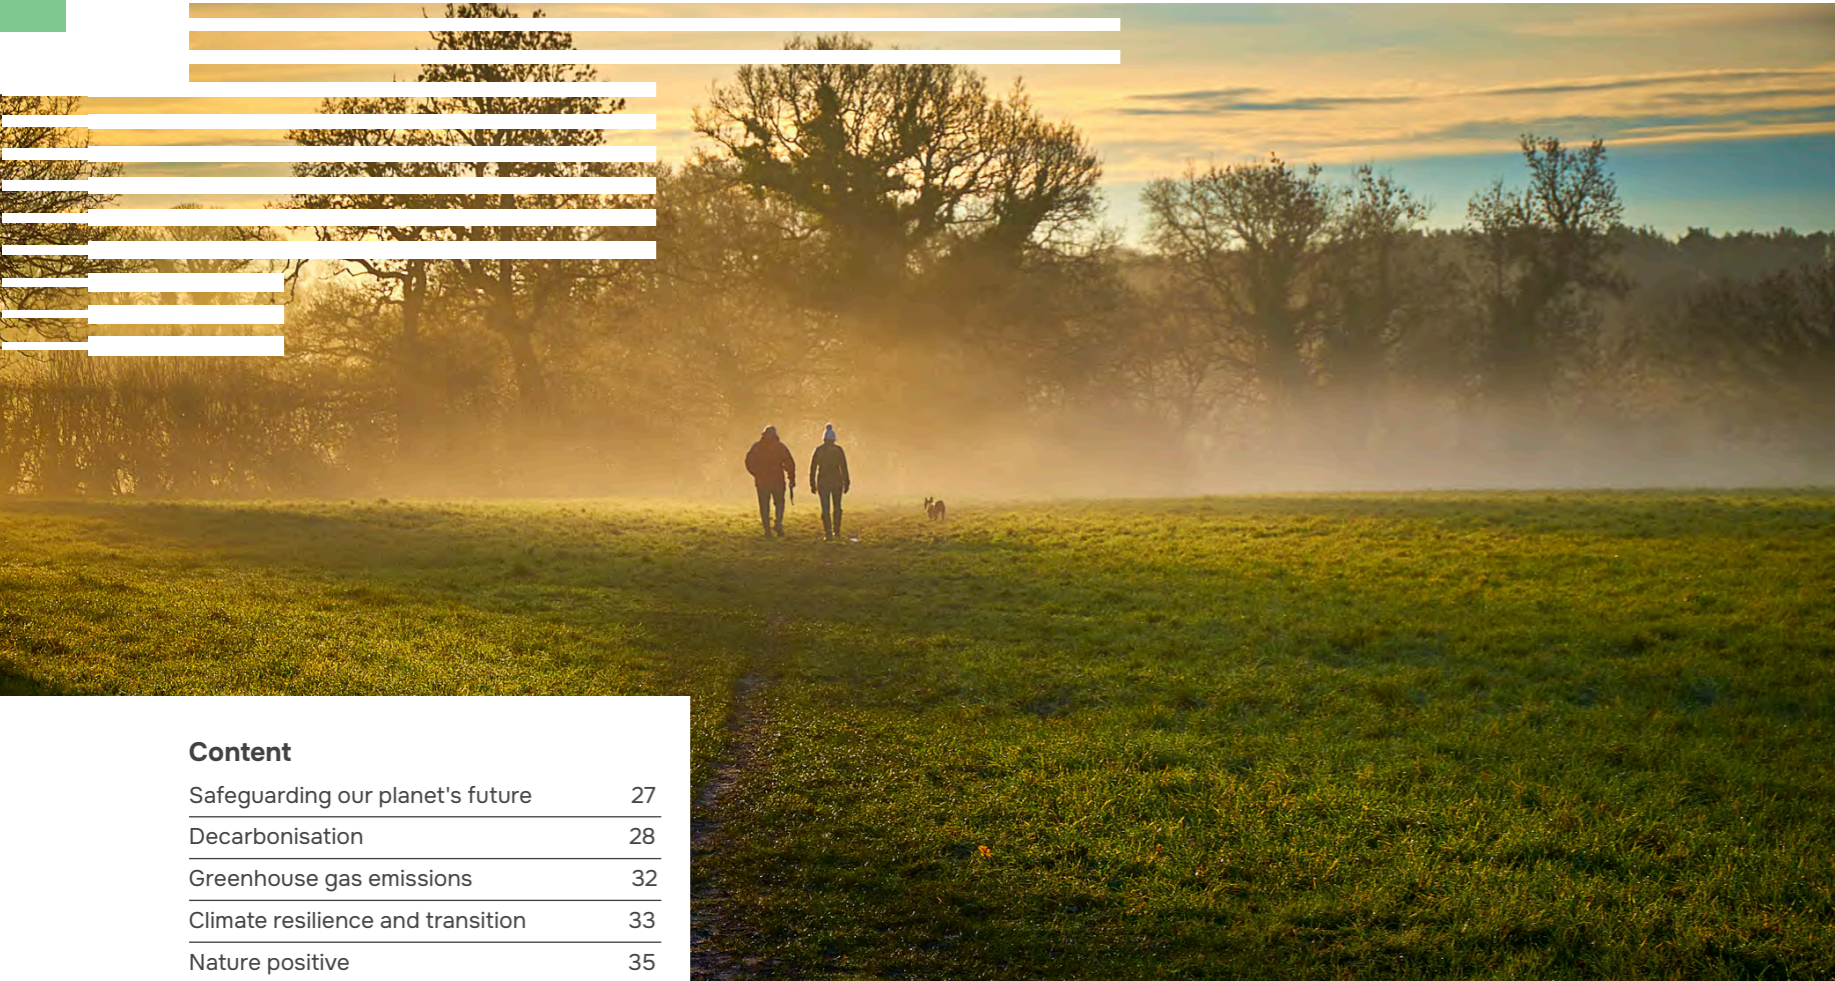 Content
Safeguarding our planet's future 27
Decarbonisation 28
Greenhouse gas emissions 32
Climate resilience and transition 33
Nature positive 35